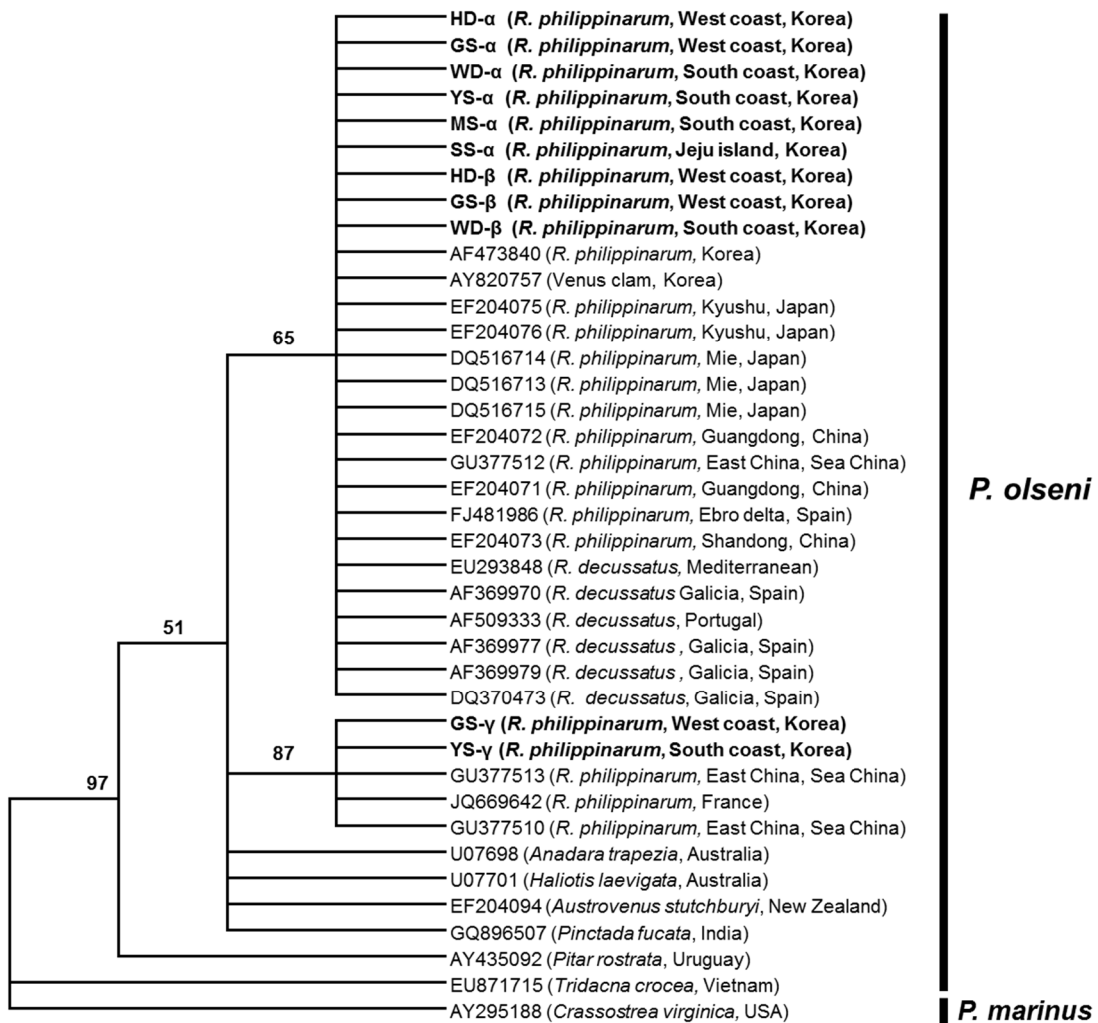 HD-α (R. philippinarum, West coast, Korea)
GS-α (R. philippinarum, West coast, Korea)
WD-α (R. philippinarum, South coast, Korea)
YS-α (R. philippinarum, South coast, Korea)
MS-α (R. philippinarum, South coast, Korea)
SS-α (R. philippinarum, Jeju island, Korea)
HD-β (R. philippinarum, West coast, Korea)
GS-β (R. philippinarum, West coast, Korea)
WD-β (R. philippinarum, South coast, Korea)
AF473840 (R. philippinarum, Korea)
AY820757 (Venus clam, Korea)
EF204075 (R. philippinarum, Kyushu, Japan)
EF204076 (R. philippinarum, Kyushu, Japan)
65
DQ516714 (R. philippinarum, Mie, Japan)
DQ516713 (R. philippinarum, Mie, Japan)
DQ516715 (R. philippinarum, Mie, Japan)
EF204072 (R. philippinarum, Guangdong, China)
GU377512 (R. philippinarum, East China, Sea China)
EF204071 (R. philippinarum, Guangdong, China)
P. olseni
FJ481986 (R. philippinarum, Ebro delta, Spain)
EF204073 (R. philippinarum, Shandong, China)
EU293848 (R. decussatus, Mediterranean)
AF369970 (R. decussatus Galicia, Spain)
AF509333 (R. decussatus, Portugal)
51
AF369977 (R. decussatus , Galicia, Spain)
AF369979 (R. decussatus , Galicia, Spain)
DQ370473 (R. decussatus, Galicia, Spain)
GS-γ (R. philippinarum, West coast, Korea)
87
YS-γ (R. philippinarum, South coast, Korea)
GU377513 (R. philippinarum, East China, Sea China)
97
JQ669642 (R. philippinarum, France)
GU377510 (R. philippinarum, East China, Sea China)
U07698 (Anadara trapezia, Australia)
U07701 (Haliotis laevigata, Australia)
EF204094 (Austrovenus stutchburyi, New Zealand)
GQ896507 (Pinctada fucata, India)
AY435092 (Pitar rostrata, Uruguay)
EU871715 (Tridacna crocea, Vietnam)
AY295188 (Crassostrea virginica, USA)
P. marinus